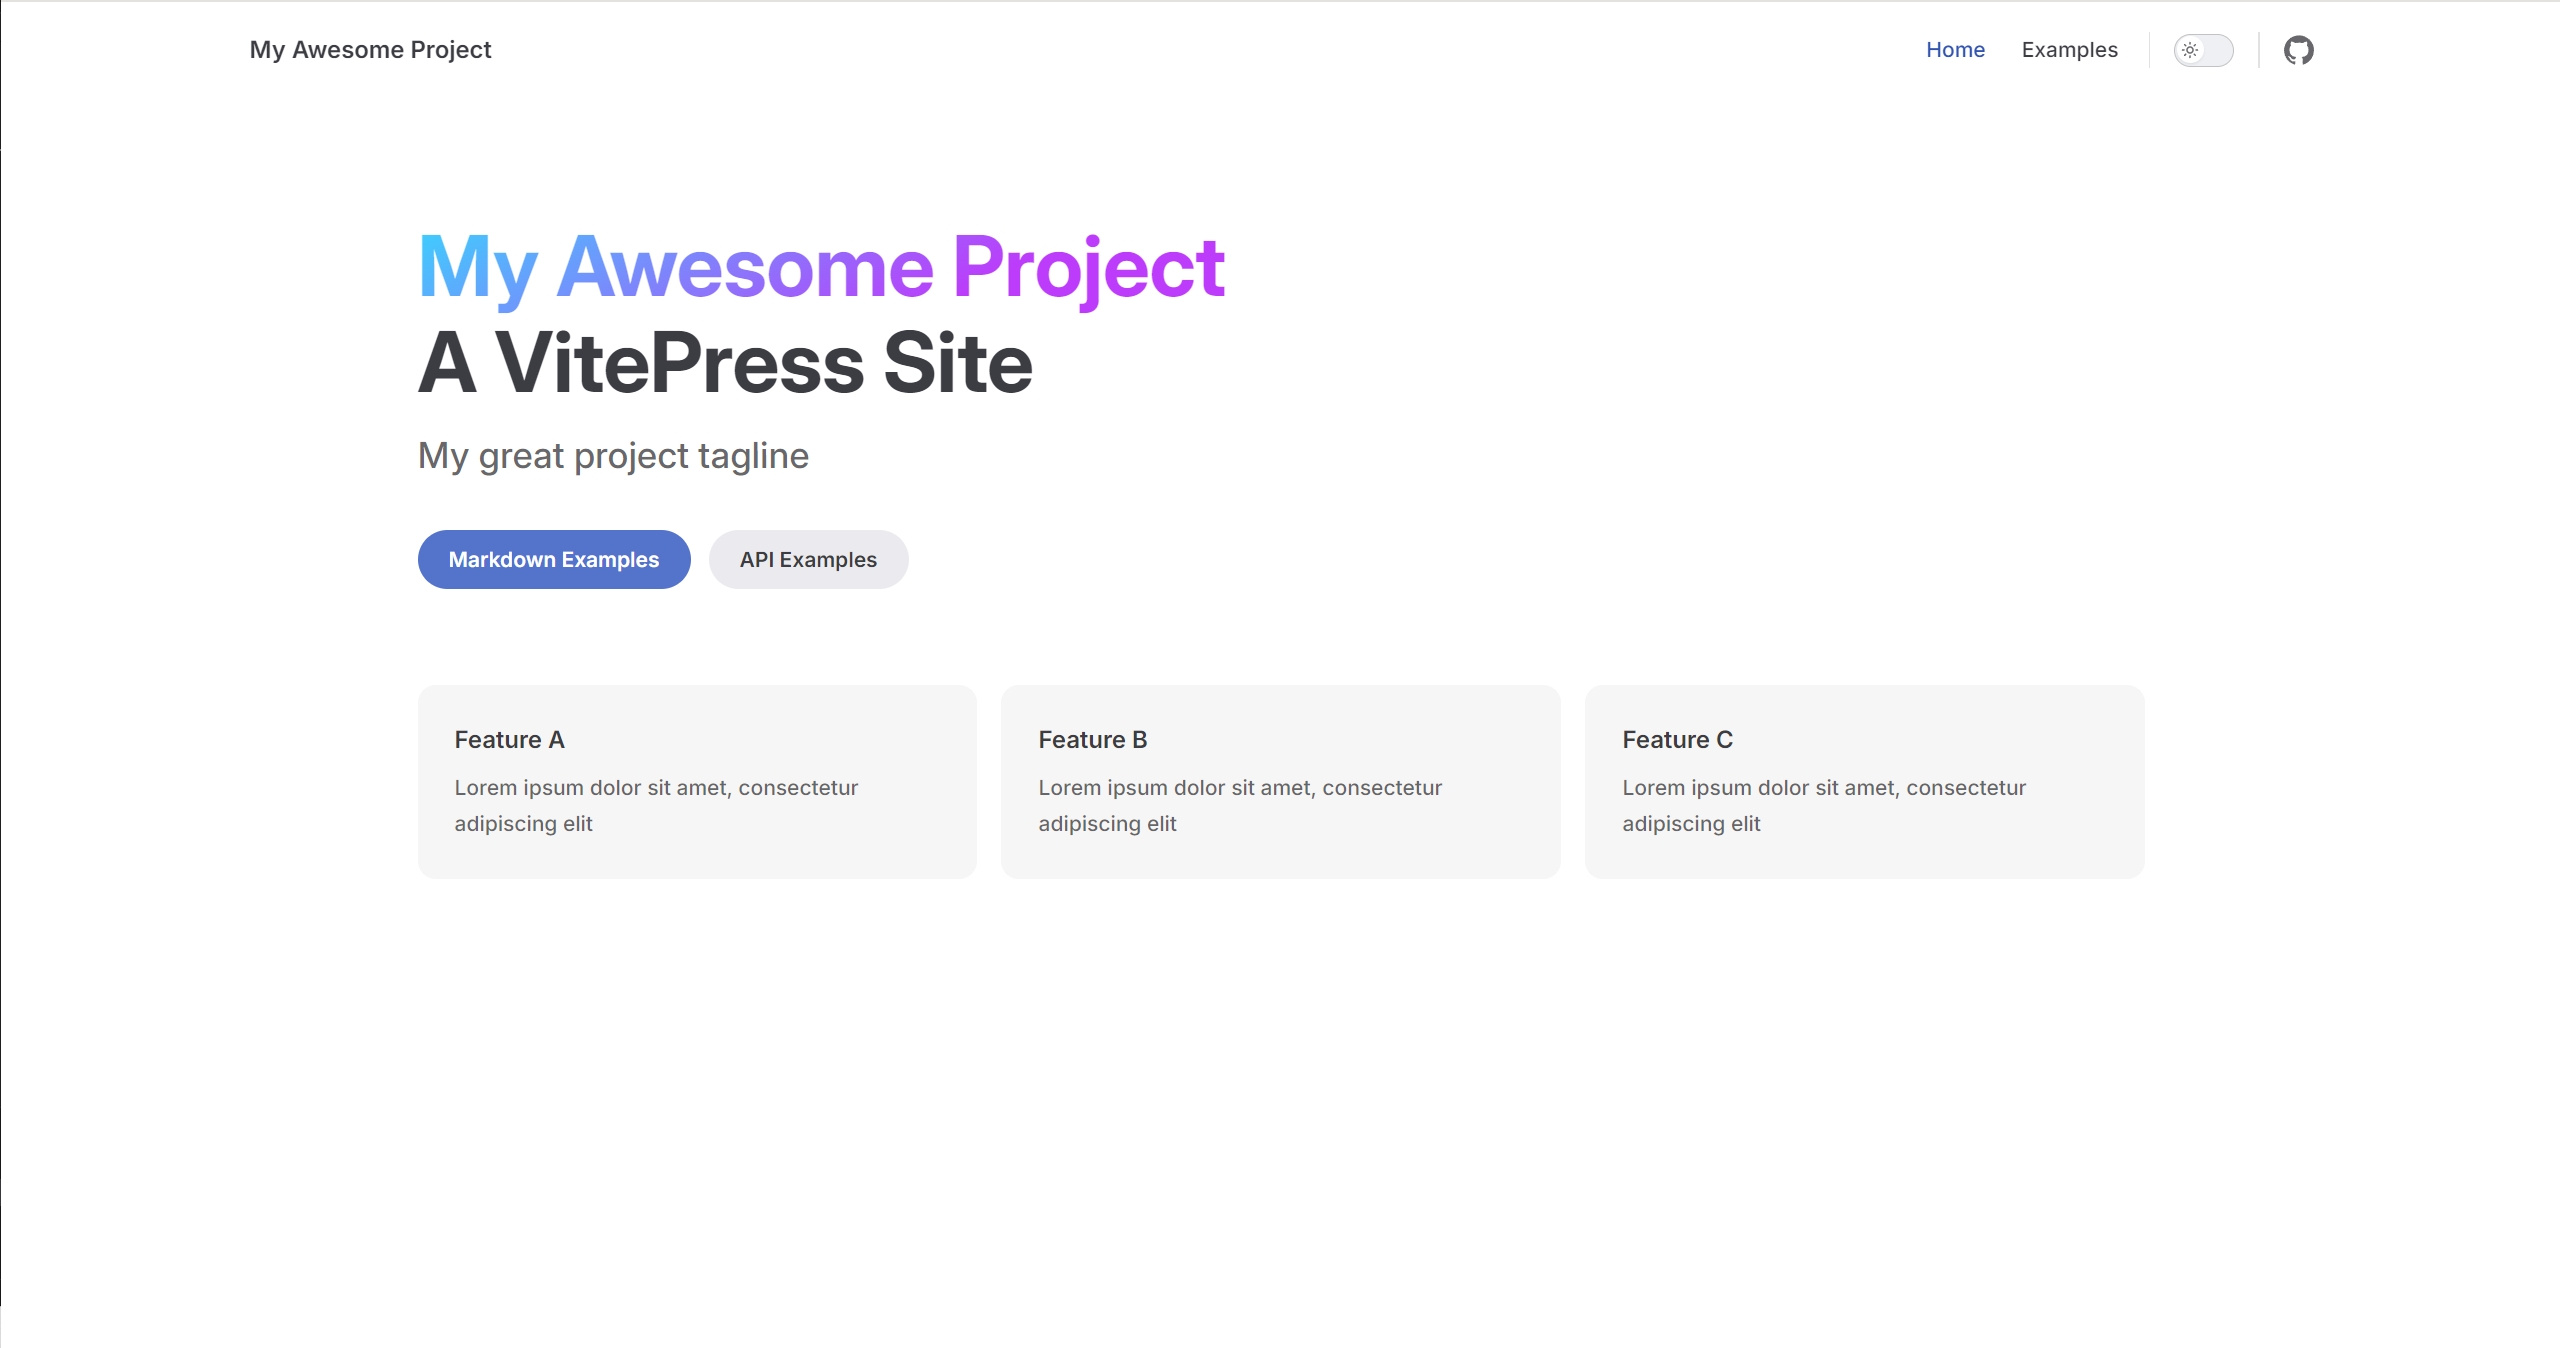 My Awesome Project
Home
Examples
My Awesome Project
A VitePress Site
My great project tagline
Markdown Examples
API Examples
Feature A
Lorem ipsum dolor sit amet, consectetur
adipiscing elit
Feature B
Lorem ipsum dolor sit amet, consectetur
adipiscing elit
Feature C
Lorem ipsum dolor sit amet, consectetur
adipiscing elit